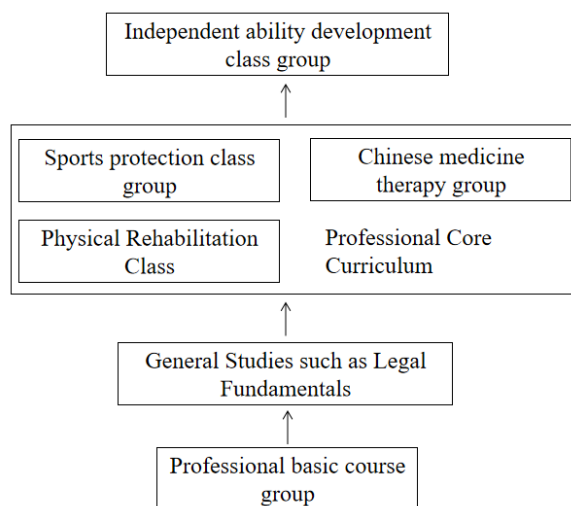 Independent ability development
class group
Sports protection class
group
Chinese medicine
therapy group
Physical Rehabilitation
Class
Professional Core
Curriculum
General Studies such as Legal
Fundamentals
Professional basic course
group